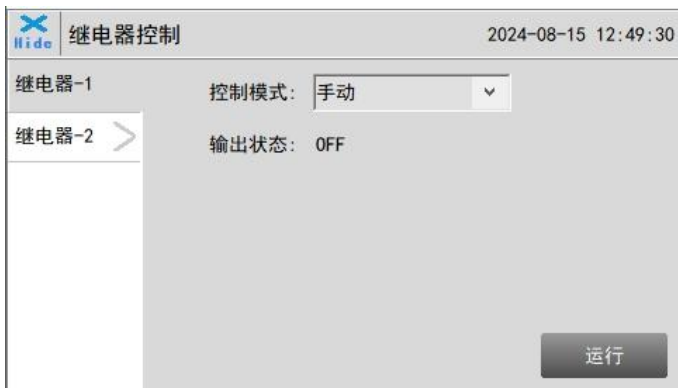 Hide 继电器控制 2024-08-15 12:49:30
继电器-1
控制模式: 手动
继电器-2
输出状态: OFF
运行